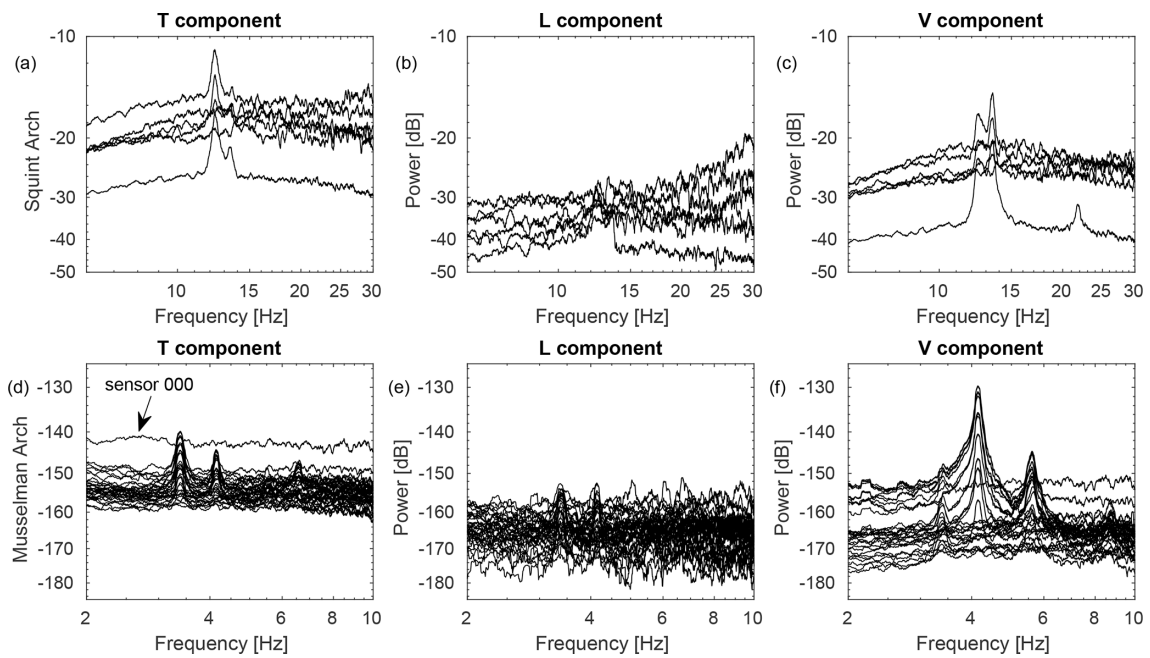 T component
L component
V component
(a)
Squint Arch
-10
-20
-30
-40
-50
10
15
20
25
30
Frequency [Hz]
(b)
Power [dB]
-10
-20
-30
-40
-50
10
15
20
25
30
Frequency [Hz]
(c)
Power [dB]
-10
-20
-30
-40
-50
10
15
20
25
30
Frequency [Hz]
T component
L component
V component
(d)
Musselman Arch
-130
-140
-150
-160
-170
-180
sensor 000
2
4
6
8
10
Frequency [Hz]
(e)
Power [dB]
-130
-140
-150
-160
-170
-180
2
4
6
8
10
Frequency [Hz]
(f)
Power [dB]
-130
-140
-150
-160
-170
-180
2
4
6
8
10
Frequency [Hz]